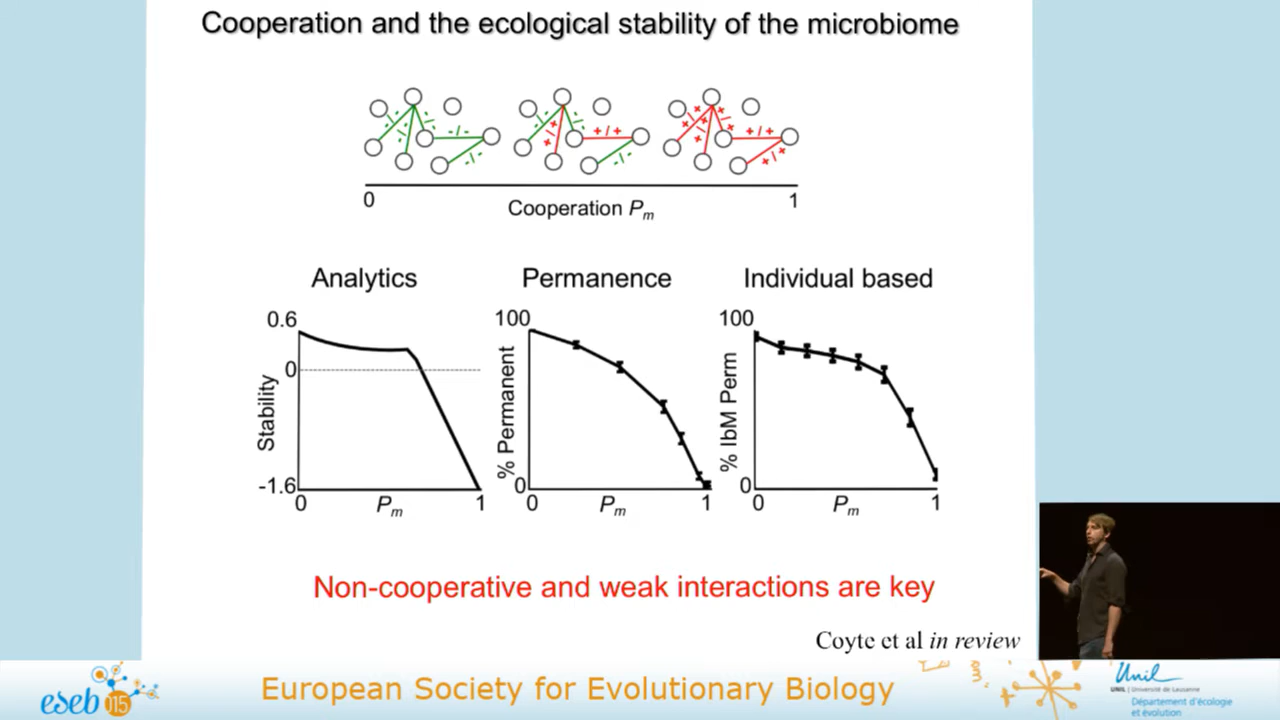 Cooperation and the ecological stability of the microbiome
-/- -/- -/- -/- -/-
-/- +/+ -/- +/+ -/-
+/+ +/+ +/+ +/+ +/+
0
Cooperation Pm
1
Analytics
0.6
0
Stability
-1.6
0
Pm
1
Permanence
100
% Permanent
0
0
Pm
1
Individual based
100
% IbM Perm
0
0
Pm
1
Non-cooperative and weak interactions are key
Coyte et al in review
eseb 115
European Society for Evolutionary Biology
Unil
UNIL | Université de Lausanne
Département d'écologie
et évolution